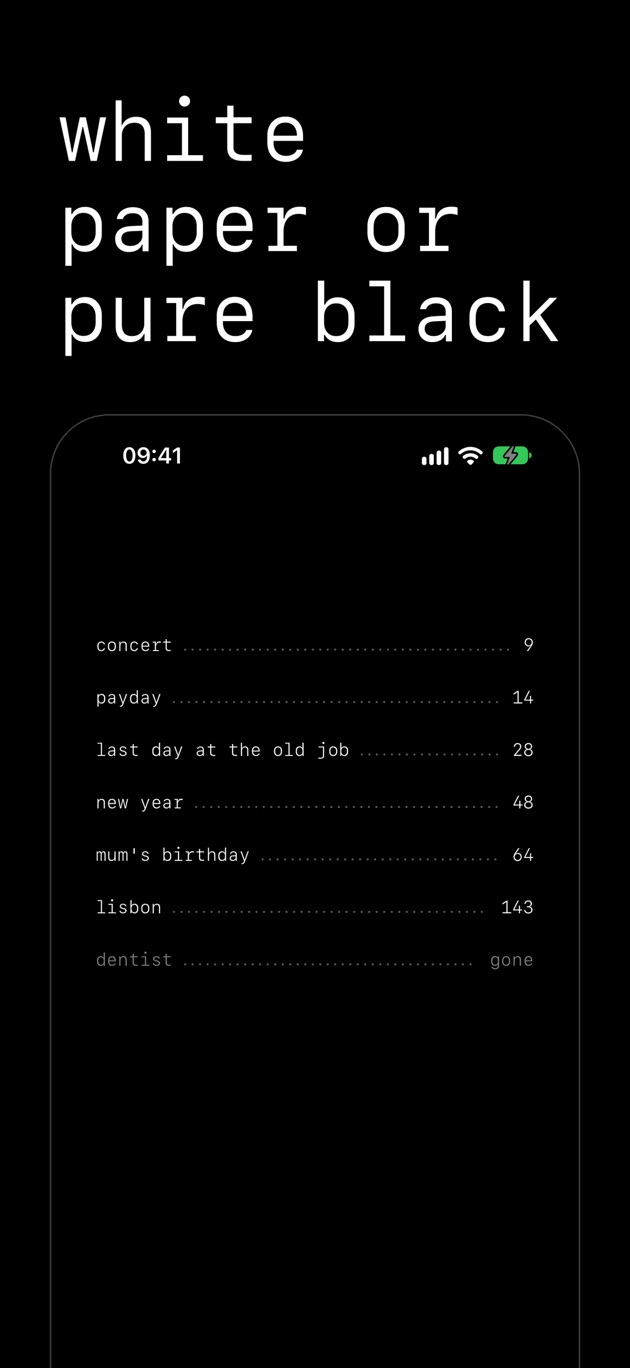 white
paper or
pure black
09:41
concert ........................................ 9
payday ........................................ 14
last day at the old job ................. 28
new year ..................................... 48
mum's birthday ............................. 64
lisbon ....................................... 143
dentist .................................... gone